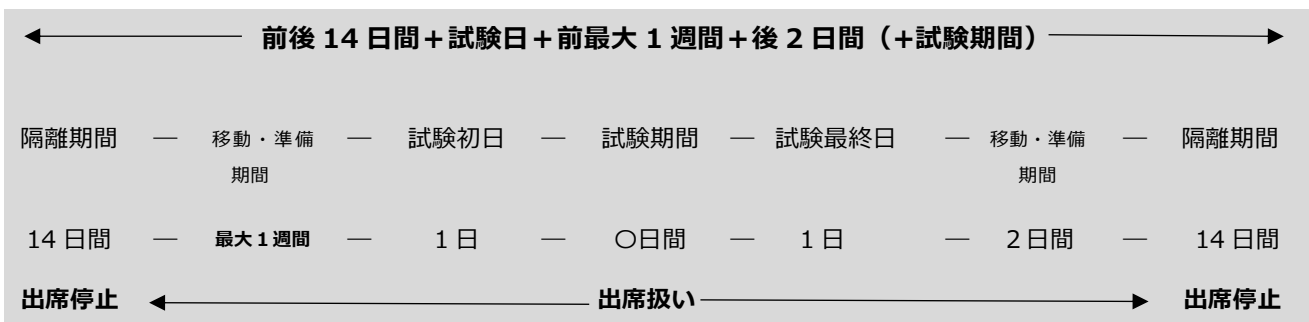 前後 14 日間＋試験日＋前最大 1 週間＋後 2 日間（+試験期間）
隔離期間 ― 移動・準備 ― 試験初日 ― 試験期間 ― 試験最終日 ― 移動・準備 ― 隔離期間
期間 期間
14 日間 ― 最大 1 週間 ― 1 日 ― 〇日間 ― 1 日 ― 2 日間 ― 14 日間
出席停止 出席扱い 出席停止